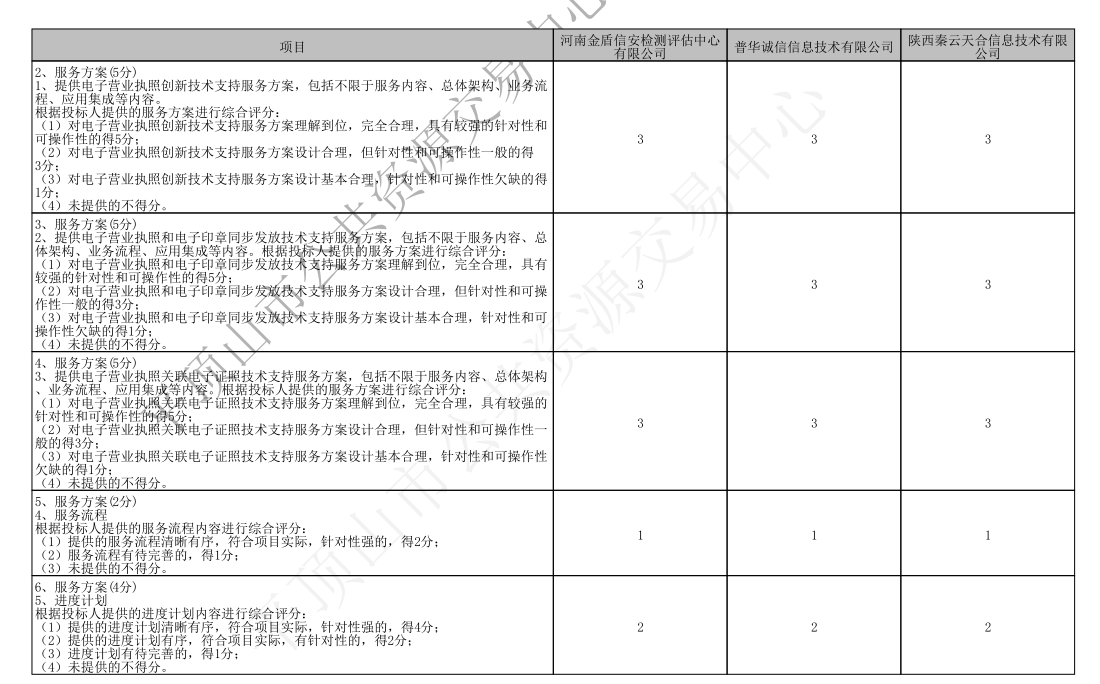 项目
河南金盾信安检测评估中心
有限公司
普华诚信信息技术有限公司
陕西秦云天合信息技术有限
公司
2、服务方案(5分)
1、提供电子营业执照创新技术支持服务方案，包括不限于服务内容、总体架构、业务流
程、应用集成等内容。
根据投标人提供的服务方案进行综合评分：
（1）对电子营业执照创新技术支持服务方案理解到位，完全合理，具有较强的针对性和
可操作性的得5分；
（2）对电子营业执照创新技术支持服务方案设计合理，但针对性和可操作性一般的得
3分；
（3）对电子营业执照创新技术支持服务方案设计基本合理，针对性和可操作性欠缺的得
1分；
（4）未提供的不得分。
3
3
3
3、服务方案(5分)
2、提供电子营业执照和电子印章同步发放技术支持服务方案，包括不限于服务内容、总
体架构、业务流程、应用集成等内容。根据投标人提供的服务方案进行综合评分：
（1）对电子营业执照和电子印章同步发放技术支持服务方案理解到位，完全合理，具有
较强的针对性和可操作性的得5分；
（2）对电子营业执照和电子印章同步发放技术支持服务方案设计合理，但针对性和可操
作性一般的得3分；
（3）对电子营业执照和电子印章同步发放技术支持服务方案设计基本合理，针对性和可
操作性欠缺的得1分；
（4）未提供的不得分。
3
3
3
4、服务方案(5分)
3、提供电子营业执照关联电子证照技术支持服务方案，包括不限于服务内容、总体架构
、业务流程、应用集成等内容。根据投标人提供的服务方案进行综合评分：
（1）对电子营业执照关联电子证照技术支持服务方案理解到位，完全合理，具有较强的
针对性和可操作性的得5分；
（2）对电子营业执照关联电子证照技术支持服务方案设计合理，但针对性和可操作性一
般的得3分；
（3）对电子营业执照关联电子证照技术支持服务方案设计基本合理，针对性和可操作性
欠缺的得1分；
（4）未提供的不得分。
3
3
3
5、服务方案(2分)
4、服务流程
根据投标人提供的服务流程内容进行综合评分：
（1）提供的服务流程清晰有序，符合项目实际，针对性强的，得2分；
（2）服务流程有待完善的，得1分；
（3）未提供的不得分。
1
1
1
6、服务方案(4分)
5、进度计划
根据投标人提供的进度计划内容进行综合评分：
（1）提供的进度计划清晰有序，符合项目实际，针对性强的，得4分；
（2）提供的进度计划有序，符合项目实际，有针对性的，得2分；
（3）进度计划有待完善的，得1分；
（4）未提供的不得分。
2
2
2
平顶山市公共资源交易中心
平顶山市公共资源交易中心